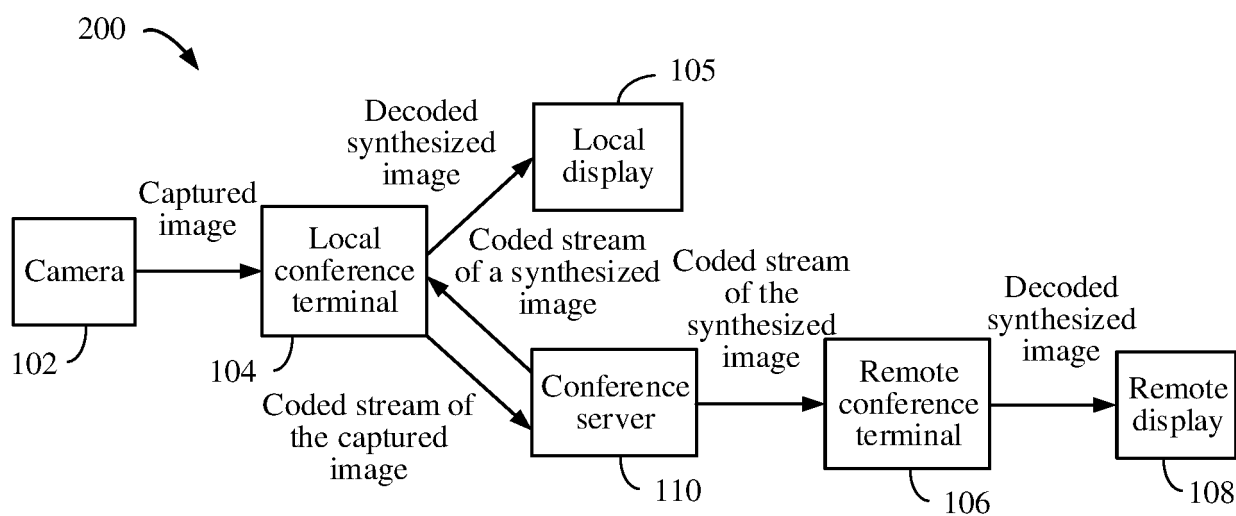 200
105
Decoded
synthesized
image
Local
display
Captured
image
Camera
102
Local
conference
terminal
104
Coded stream
of a synthesized
image
Coded stream of
the captured
image
Conference
server
110
Coded stream
of the
synthesized
image
Remote
conference
terminal
106
Decoded
synthesized
image
Remote
display
108